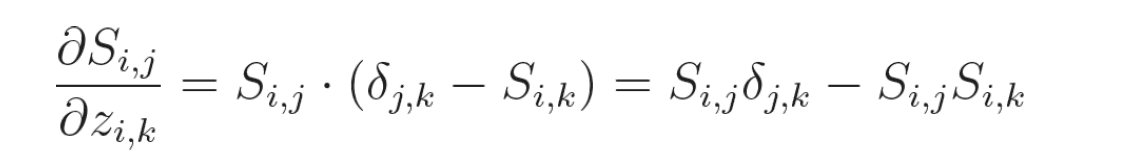 ∂S_{i,j}/∂z_{i,k} = S_{i,j} · (δ_{j,k} − S_{i,k}) = S_{i,j}δ_{j,k} − S_{i,j}S_{i,k}